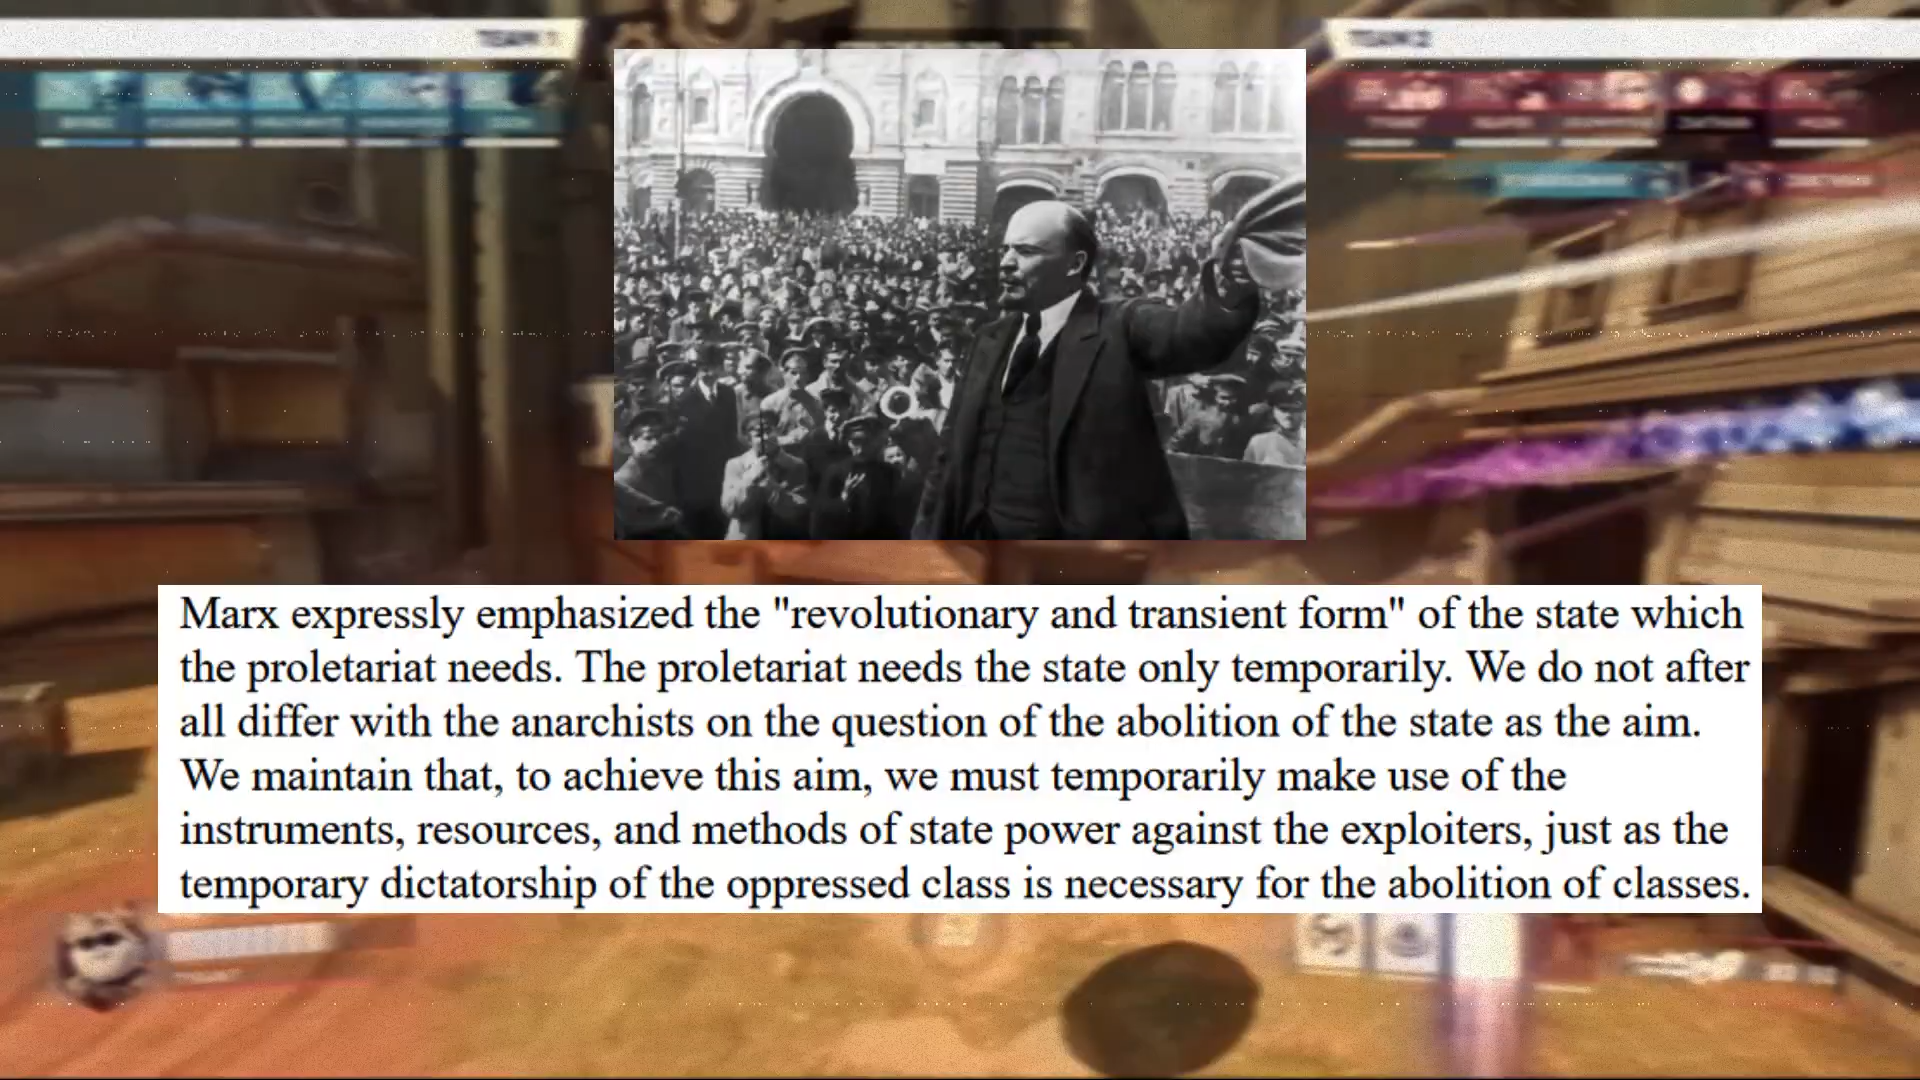 TEAM 1
TEAM 2
Marx expressly emphasized the "revolutionary and transient form" of the state which
the proletariat needs. The proletariat needs the state only temporarily. We do not after
all differ with the anarchists on the question of the abolition of the state as the aim.
We maintain that, to achieve this aim, we must temporarily make use of the
instruments, resources, and methods of state power against the exploiters, just as the
temporary dictatorship of the oppressed class is necessary for the abolition of classes.